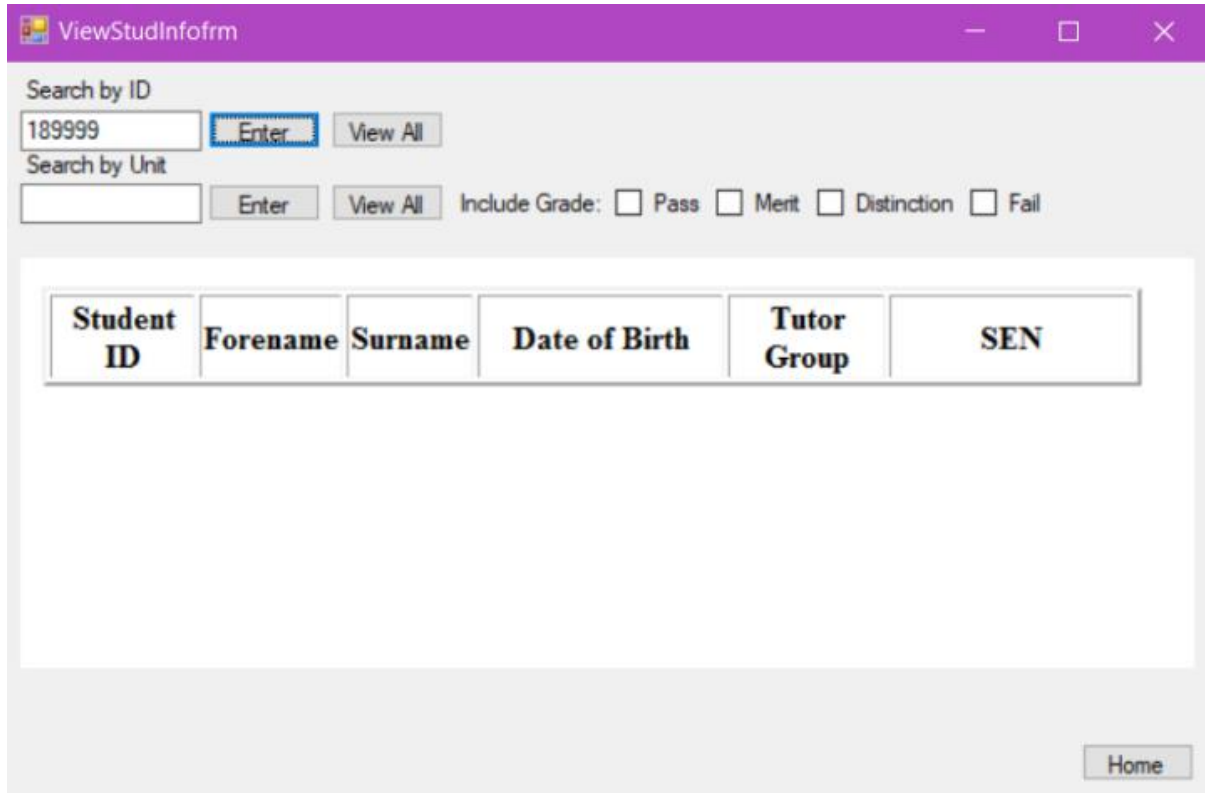 ViewStudInfofrm
Search by ID
189999 Enter View All
Search by Unit
Enter View All Include Grade: Pass Merit Distinction Fail
Student ID Forename Surname Date of Birth Tutor Group SEN
Home